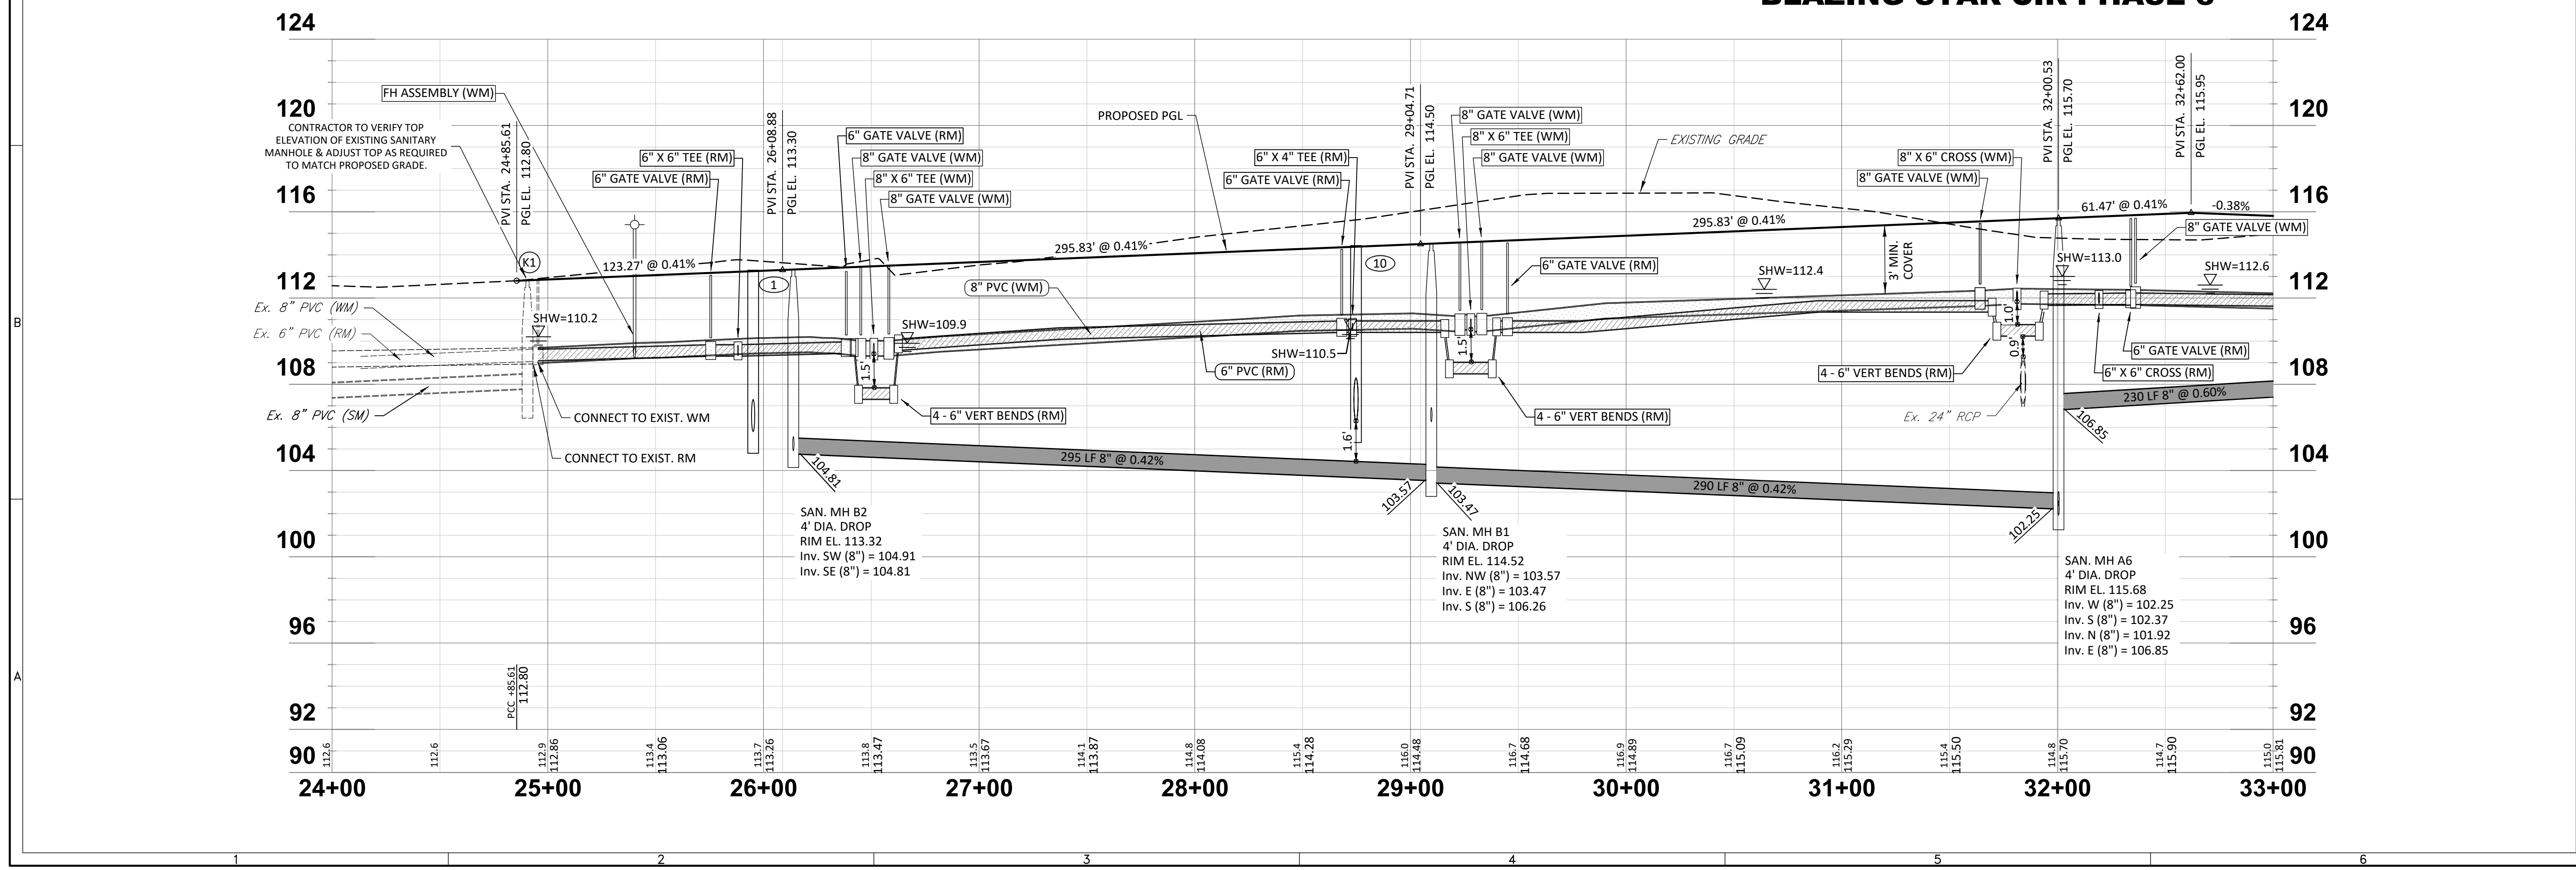 124
124
120
120
116
116
112
112
108
108
104
104
100
100
96
96
92
92
90
90
FH ASSEMBLY (WM)
CONTRACTOR TO VERIFY TOP
ELEVATION OF EXISTING SANITARY
MANHOLE & ADJUST TOP AS REQUIRED
TO MATCH PROPOSED GRADE.
PVI STA. 24+85.61
PGL EL. 112.80
6" X 6" TEE (RM)
6" GATE VALVE (RM)
PVI STA. 26+08.88
PGL EL. 113.30
6" GATE VALVE (RM)
8" GATE VALVE (WM)
8" X 6" TEE (WM)
8" GATE VALVE (WM)
PROPOSED PGL
6" X 4" TEE (RM)
6" GATE VALVE (RM)
PVI STA. 29+04.71
PGL EL. 114.50
8" GATE VALVE (WM)
8" X 6" TEE (WM)
8" GATE VALVE (WM)
EXISTING GRADE
8" X 6" CROSS (WM)
8" GATE VALVE (WM)
PVI STA. 32+00.53
PGL EL. 115.70
PVI STA. 32+62.00
PGL EL. 115.95
K1
123.27' @ 0.41%
295.83' @ 0.41%
295.83' @ 0.41%
61.47' @ 0.41%
-0.38%
8" GATE VALVE (WM)
1
10
6" GATE VALVE (RM)
3' MIN.
COVER
SHW=110.2
SHW=109.9
SHW=110.5
SHW=112.4
SHW=113.0
SHW=112.6
Ex. 8" PVC (WM)
Ex. 6" PVC (RM)
Ex. 8" PVC (SM)
8" PVC (WM)
6" PVC (RM)
1.5'
1.5'
1.0'
0.9'
1.6'
CONNECT TO EXIST. WM
CONNECT TO EXIST. RM
4 - 6" VERT BENDS (RM)
4 - 6" VERT BENDS (RM)
4 - 6" VERT BENDS (RM)
Ex. 24" RCP
6" GATE VALVE (RM)
6" X 6" CROSS (RM)
230 LF 8" @ 0.60%
106.85
295 LF 8" @ 0.42%
290 LF 8" @ 0.42%
104.81
103.57
103.47
102.25
SAN. MH B2
4' DIA. DROP
RIM EL. 113.32
Inv. SW (8") = 104.91
Inv. SE (8") = 104.81
SAN. MH B1
4' DIA. DROP
RIM EL. 114.52
Inv. NW (8") = 103.57
Inv. E (8") = 103.47
Inv. S (8") = 106.26
SAN. MH A6
4' DIA. DROP
RIM EL. 115.68
Inv. W (8") = 102.25
Inv. S (8") = 102.37
Inv. N (8") = 101.92
Inv. E (8") = 106.85
PCC +85.61
112.80
112.6
112.6
112.9
112.86
113.4
113.06
113.7
113.26
113.8
113.47
113.5
113.67
114.1
113.87
114.8
114.08
115.4
114.28
116.0
114.48
116.7
114.68
116.9
114.89
116.7
115.09
116.2
115.29
115.4
115.50
114.8
115.70
114.7
115.90
115.0
115.81
24+00
25+00
26+00
27+00
28+00
29+00
30+00
31+00
32+00
33+00
B
A
1
2
3
4
5
6